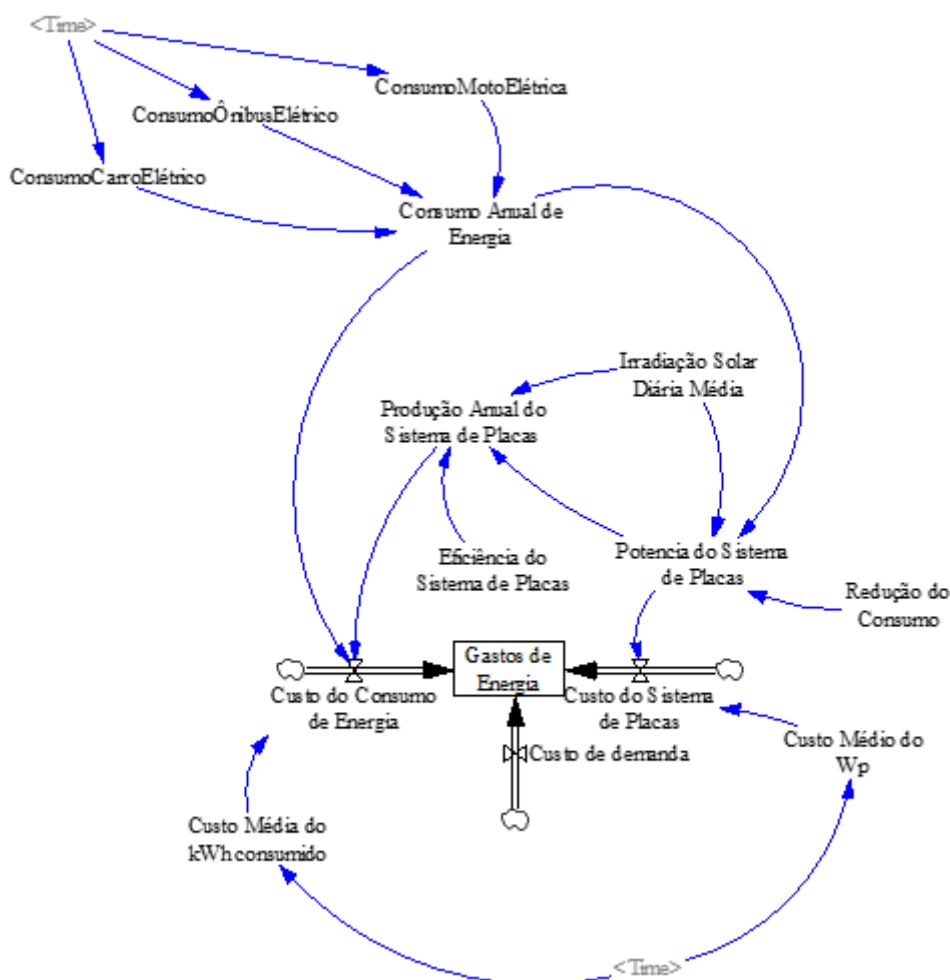 <Time>
ConsumoMotoElétrica
ConsumoÔnibusElétrico
ConsumoCarroElétrico
Consumo Anual de
Energia
Irradiação Solar
Diária Média
Produção Anual do
Sistema de Placas
Eficiência do
Sistema de Placas
Potencia do Sistema
de Placas
Redução do
Consumo
Gastos de
Energia
Custo do Consumo
de Energia
Custo do Sistema
de Placas
Custo de demanda
Custo Médio do
Wp
Custo Média do
kWh consumido
<Time>